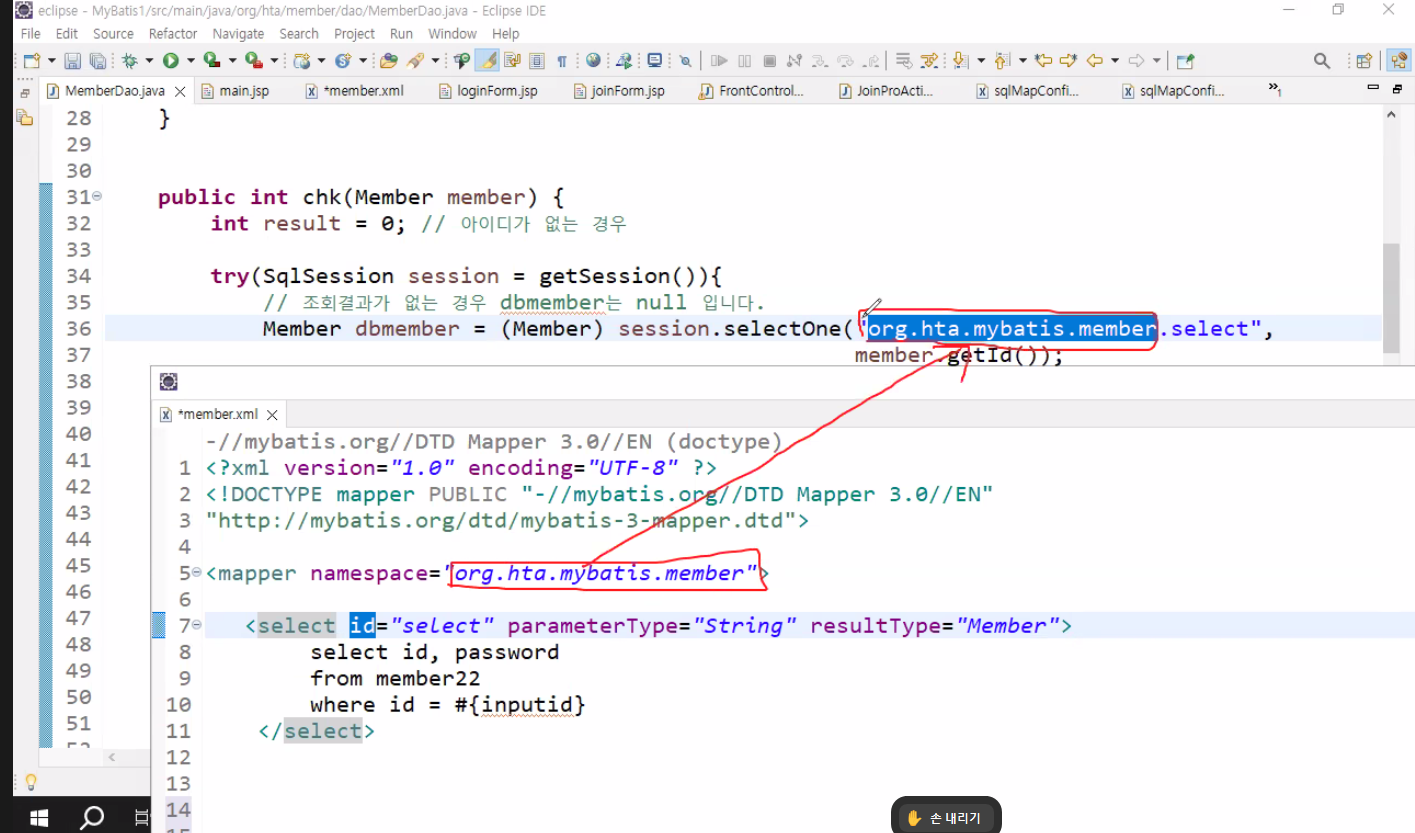 eclipse - MyBatis1/src/main/java/org/hta/member/dao/MemberDao.java - Eclipse IDE
File Edit Source Refactor Navigate Search Project Run Window Help
MemberDao.java main.jsp *member.xml loginForm.jsp joinForm.jsp FrontControl... JoinProActi... sqlMapConfi... sqlMapConfi... »1
28 }
29
30
31 public int chk(Member member) {
32 int result = 0; // 아이디가 없는 경우
33
34 try(SqlSession session = getSession()){
35 // 조회결과가 없는 경우 dbmember는 null 입니다.
36 Member dbmember = (Member) session.selectOne("org.hta.mybatis.member.select",
37 member.getId());
38
39
40
41
42
43
44
45
46
47
48
49
50
51
*member.xml
-//mybatis.org//DTD Mapper 3.0//EN (doctype)
1 <?xml version="1.0" encoding="UTF-8" ?>
2 <!DOCTYPE mapper PUBLIC "-//mybatis.org//DTD Mapper 3.0//EN"
3 "http://mybatis.org/dtd/mybatis-3-mapper.dtd">
4
5 <mapper namespace="org.hta.mybatis.member">
6
7 <select id="select" parameterType="String" resultType="Member">
8 select id, password
9 from member22
10 where id = #{inputid}
11 </select>
12
13
14
손 내리기